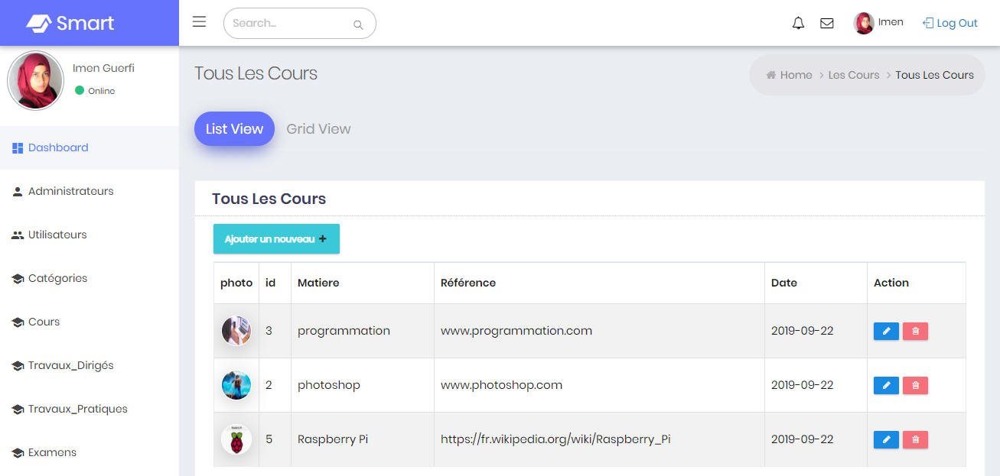 Smart
Search...
Imen
Log Out
Imen Guerfi
Online
Dashboard
Administrateurs
Utilisateurs
Catégories
Cours
Travaux_Dirigés
Travaux_Pratiques
Examens
Tous Les Cours
Home > Les Cours > Tous Les Cours
List View
Grid View
Tous Les Cours
Ajouter un nouveau +
photo id Matiere Référence Date Action
3 programmation www.programmation.com 2019-09-22
2 photoshop www.photoshop.com 2019-09-22
5 Raspberry Pi https://fr.wikipedia.org/wiki/Raspberry_Pi 2019-09-22